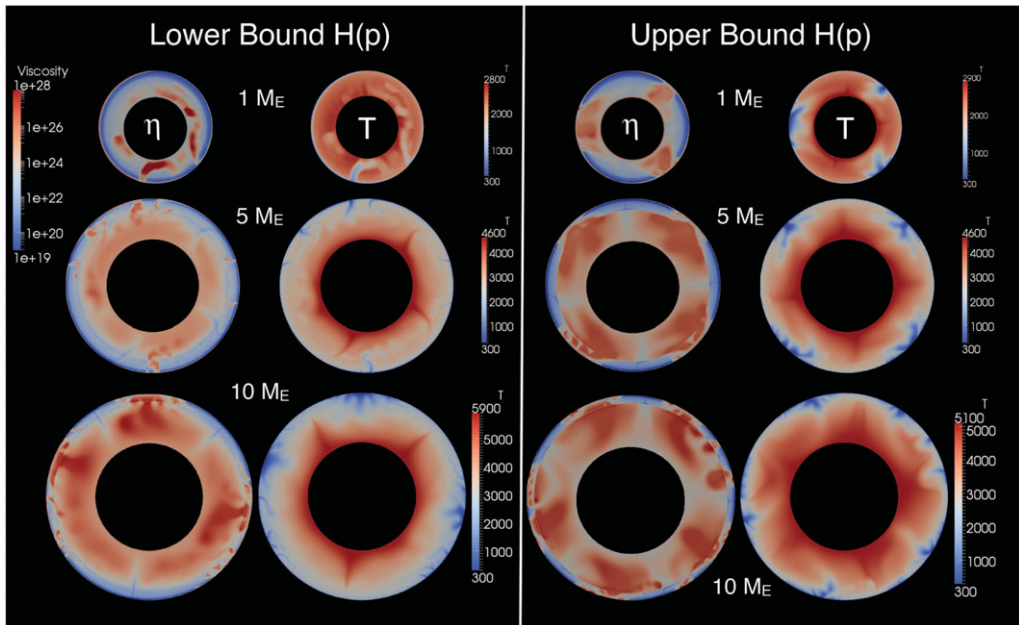 Lower Bound H(p)
Upper Bound H(p)
Viscosity
1e+28
1e+26
1e+24
1e+22
1e+20
1e+19
1 ME
η
T
T
2800
2000
1000
300
1 ME
η
T
T
2900
2000
1000
300
5 ME
T
4600
4000
3000
2000
1000
300
5 ME
T
4600
4000
3000
2000
1000
300
10 ME
T
5900
5000
4000
3000
2000
1000
300
T
5100
5000
4000
3000
2000
1000
300
10 ME